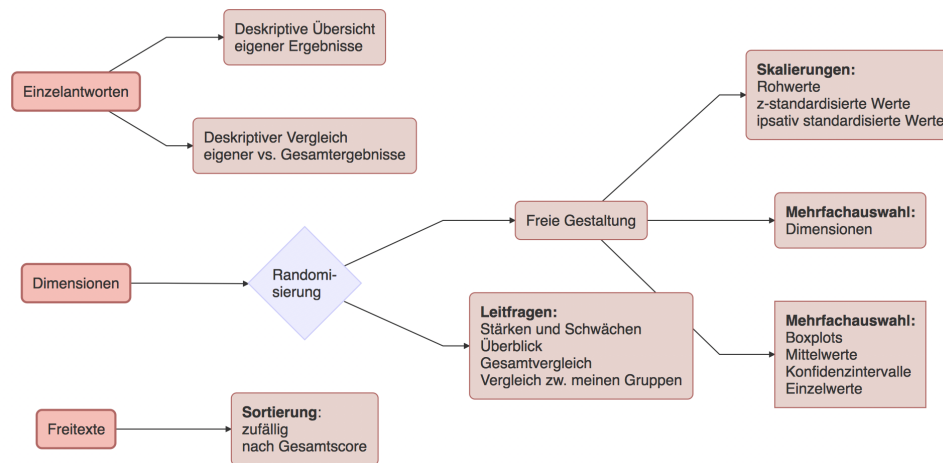 Deskriptive Übersicht
eigener Ergebnisse
Einzelantworten
Deskriptiver Vergleich
eigener vs. Gesamtergebnisse
Skalierungen:
Rohwerte
z-standardisierte Werte
ipsativ standardisierte Werte
Freie Gestaltung
Mehrfachauswahl:
Dimensionen
Dimensionen
Randomi-
sierung
Leitfragen:
Stärken und Schwächen
Überblick
Gesamtvergleich
Vergleich zw. meinen Gruppen
Mehrfachauswahl:
Boxplots
Mittelwerte
Konfidenzintervalle
Einzelwerte
Freitexte
Sortierung:
zufällig
nach Gesamtscore